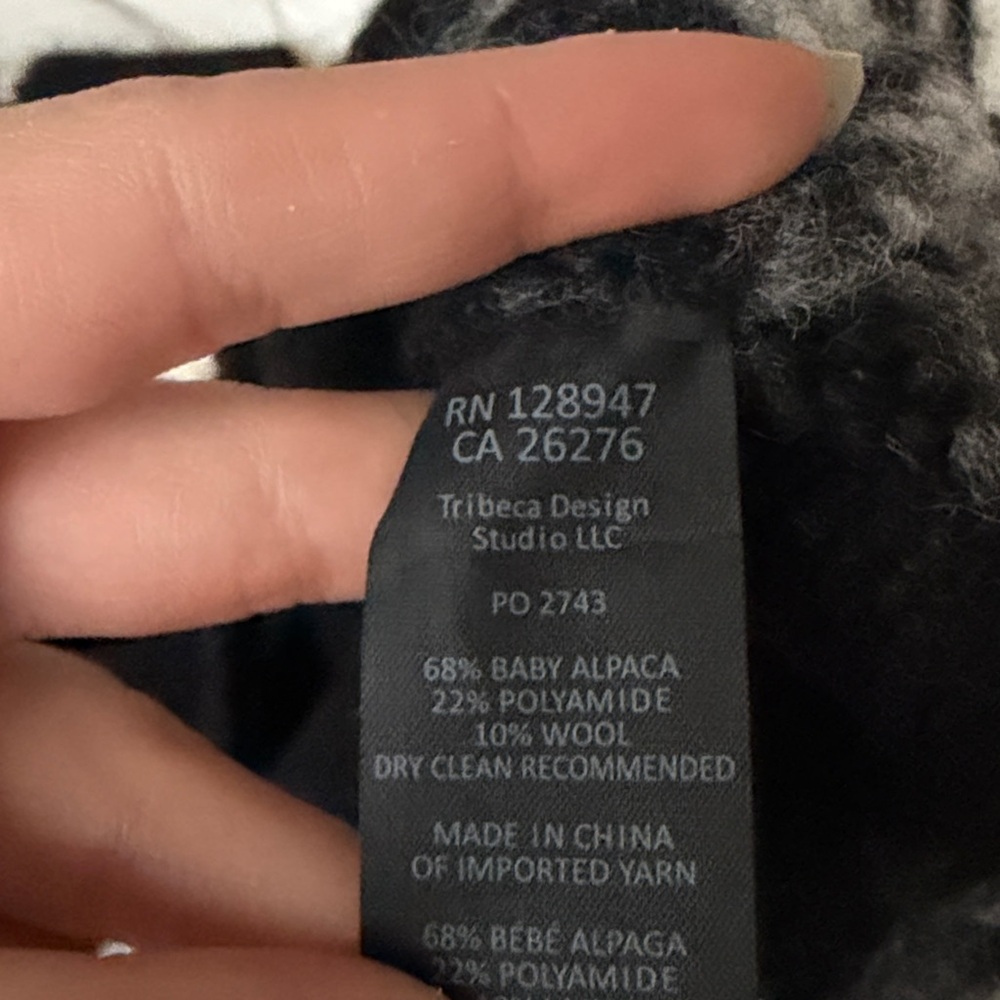 RN 128947
CA 26276
Tribeca Design
Studio LLC
PO 2743
68% BABY ALPACA
22% POLYAMIDE
10% WOOL
DRY CLEAN RECOMMENDED
MADE IN CHINA
OF IMPORTED YARN
68% BÉBÉ ALPAGA
22% POLYAMIDE